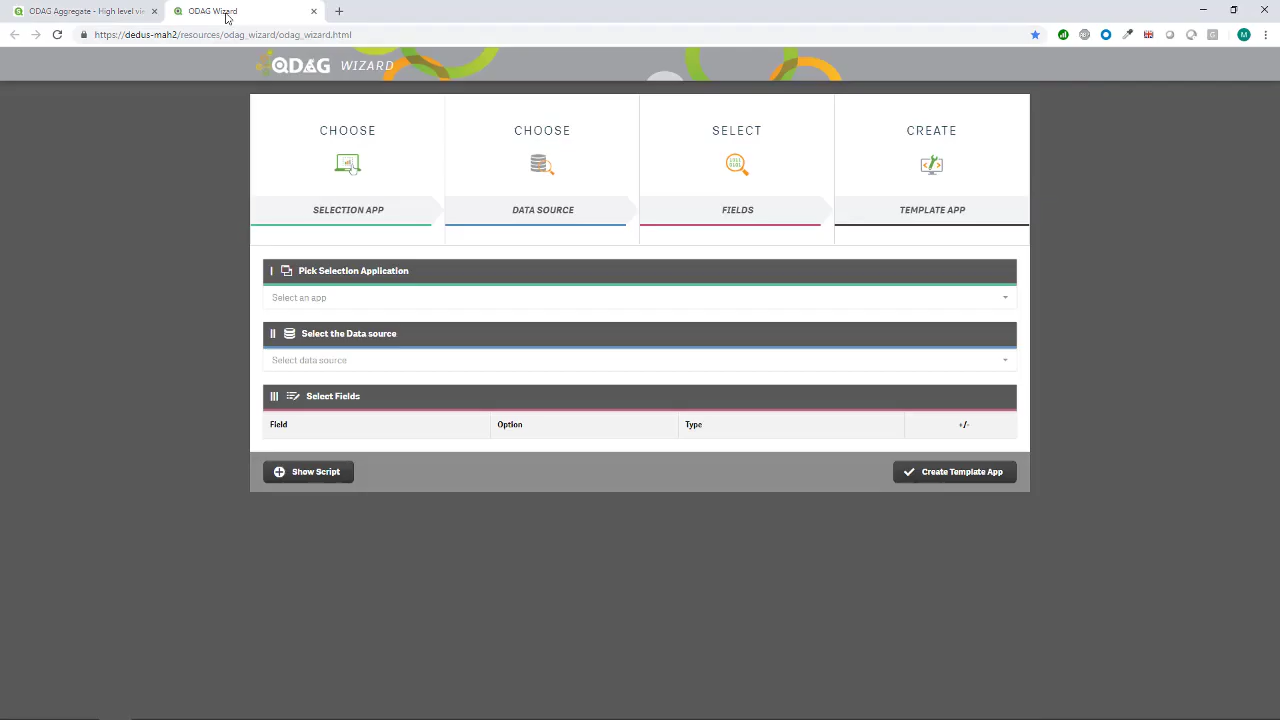 ODAG Aggregate - High level vi
ODAG Wizard
https://dedus-mah2/resources/odag_wizard/odag_wizard.html
M
ODAG WIZARD
CHOOSE
CHOOSE
SELECT
CREATE
SELECTION APP
DATA SOURCE
FIELDS
TEMPLATE APP
I Pick Selection Application
Select an app
II Select the Data source
Select data source
III Select Fields
Field Option Type +/-
Show Script
Create Template App